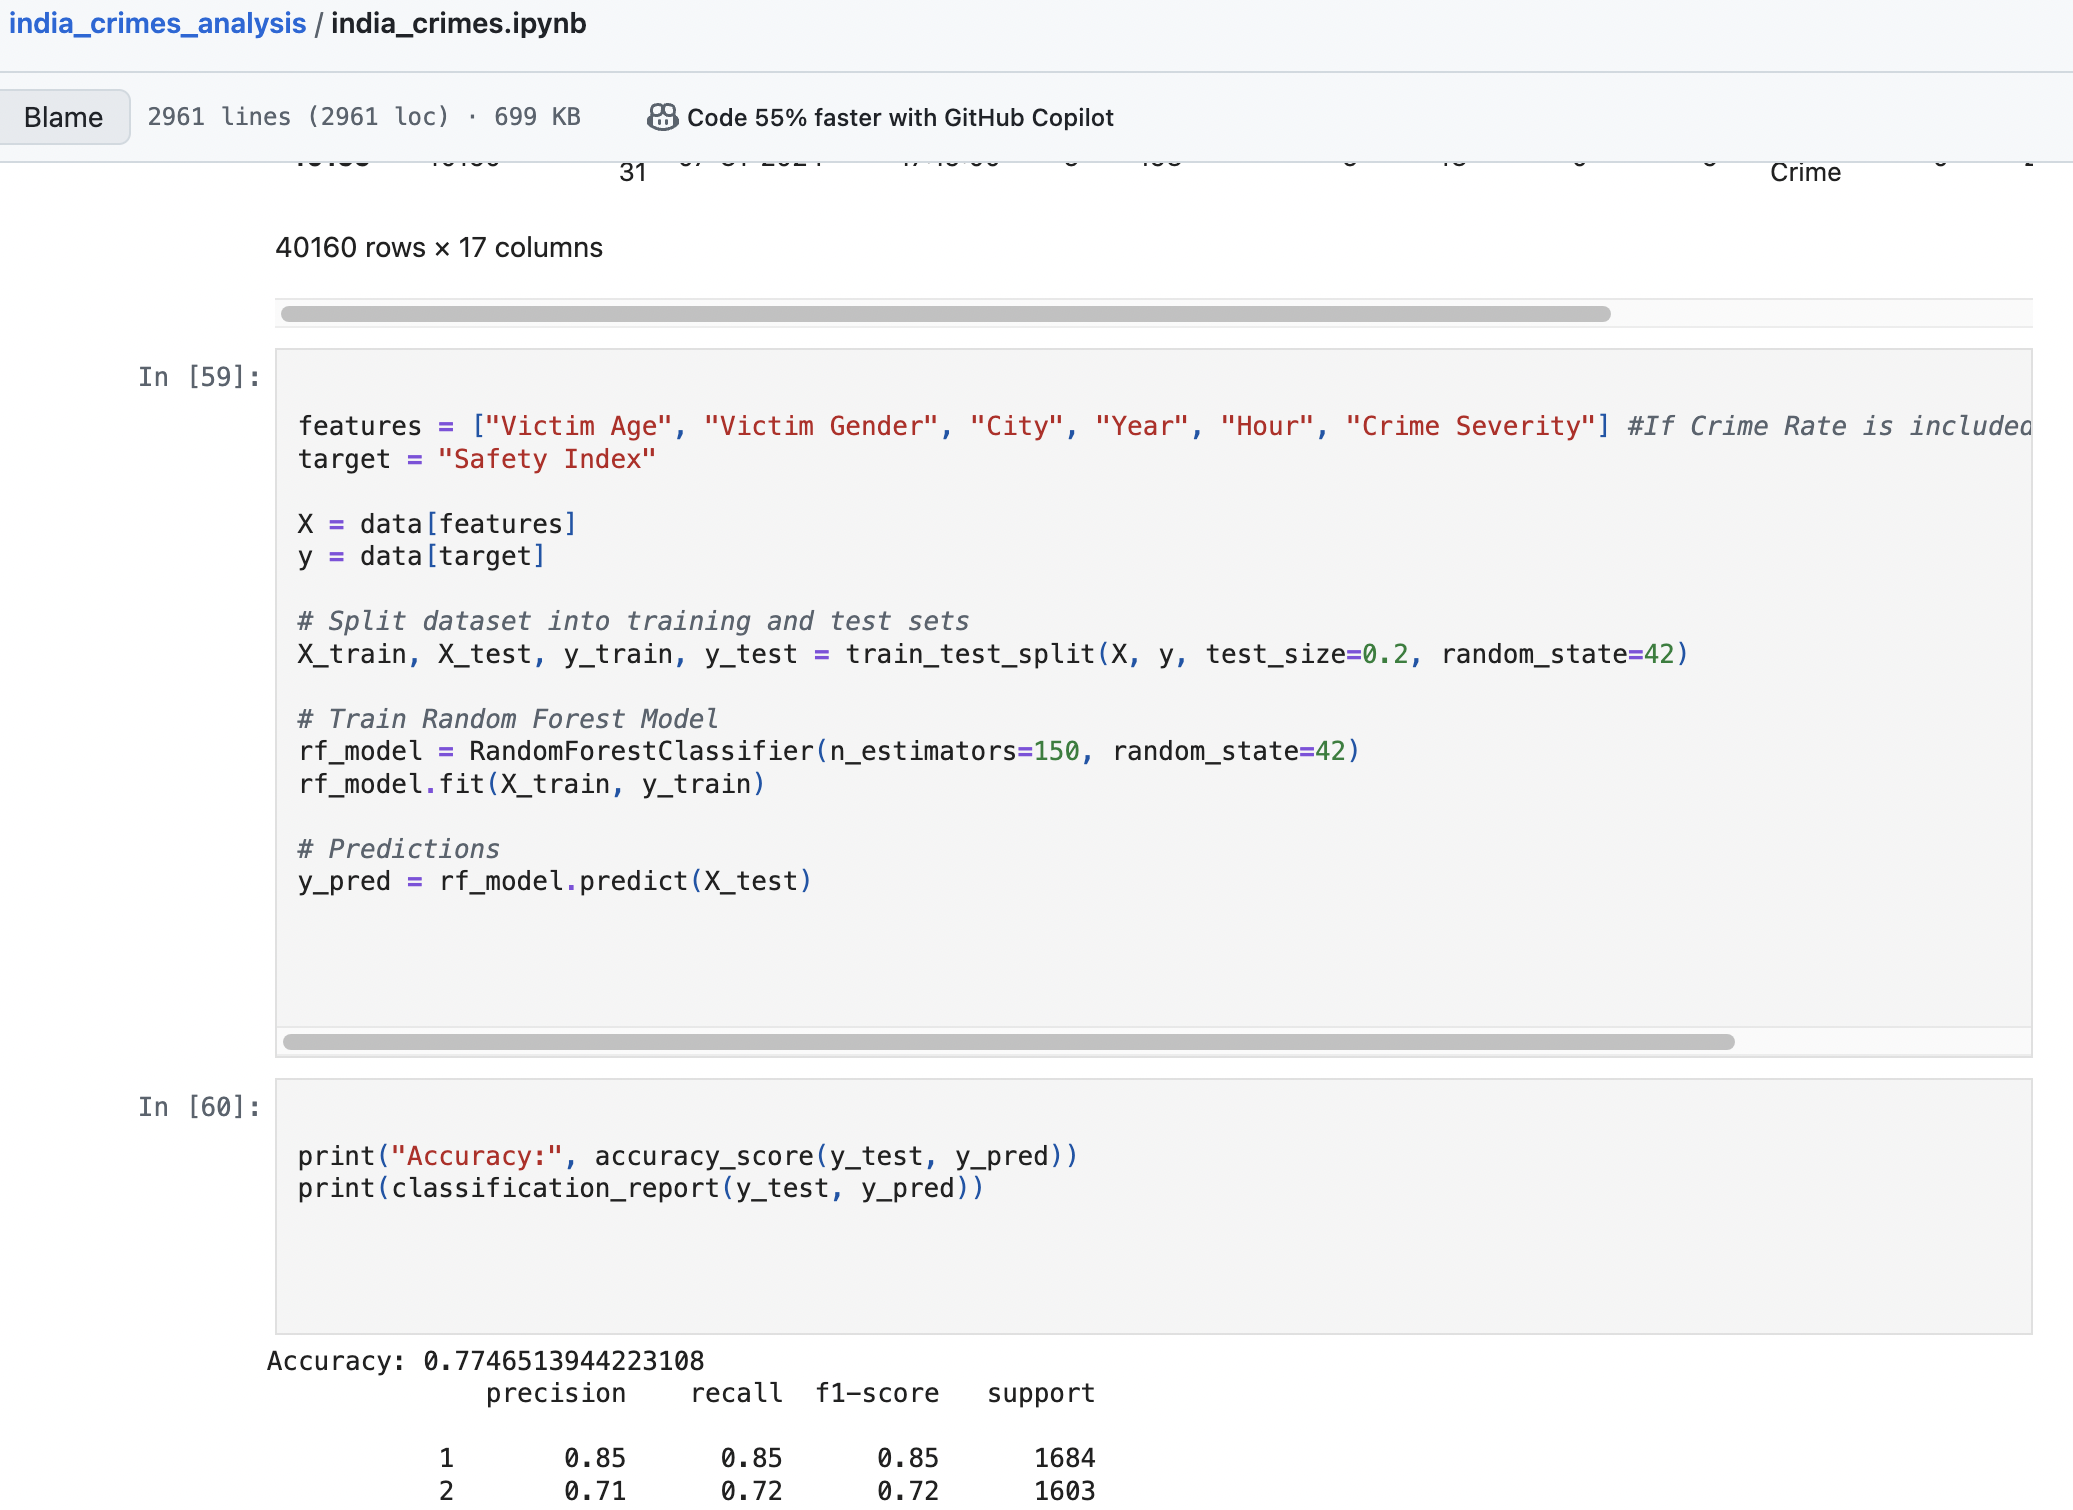 india_crimes_analysis / india_crimes.ipynb
Blame 2961 lines (2961 loc) · 699 KB Code 55% faster with GitHub Copilot
31 Crime
40160 rows × 17 columns
In [59]:
features = ["Victim Age", "Victim Gender", "City", "Year", "Hour", "Crime Severity"] #If Crime Rate is included
target = "Safety Index"
X = data[features]
y = data[target]
# Split dataset into training and test sets
X_train, X_test, y_train, y_test = train_test_split(X, y, test_size=0.2, random_state=42)
# Train Random Forest Model
rf_model = RandomForestClassifier(n_estimators=150, random_state=42)
rf_model.fit(X_train, y_train)
# Predictions
y_pred = rf_model.predict(X_test)
In [60]:
print("Accuracy:", accuracy_score(y_test, y_pred))
print(classification_report(y_test, y_pred))
Accuracy: 0.7746513944223108
precision recall f1-score support
1 0.85 0.85 0.85 1684
2 0.71 0.72 0.72 1603